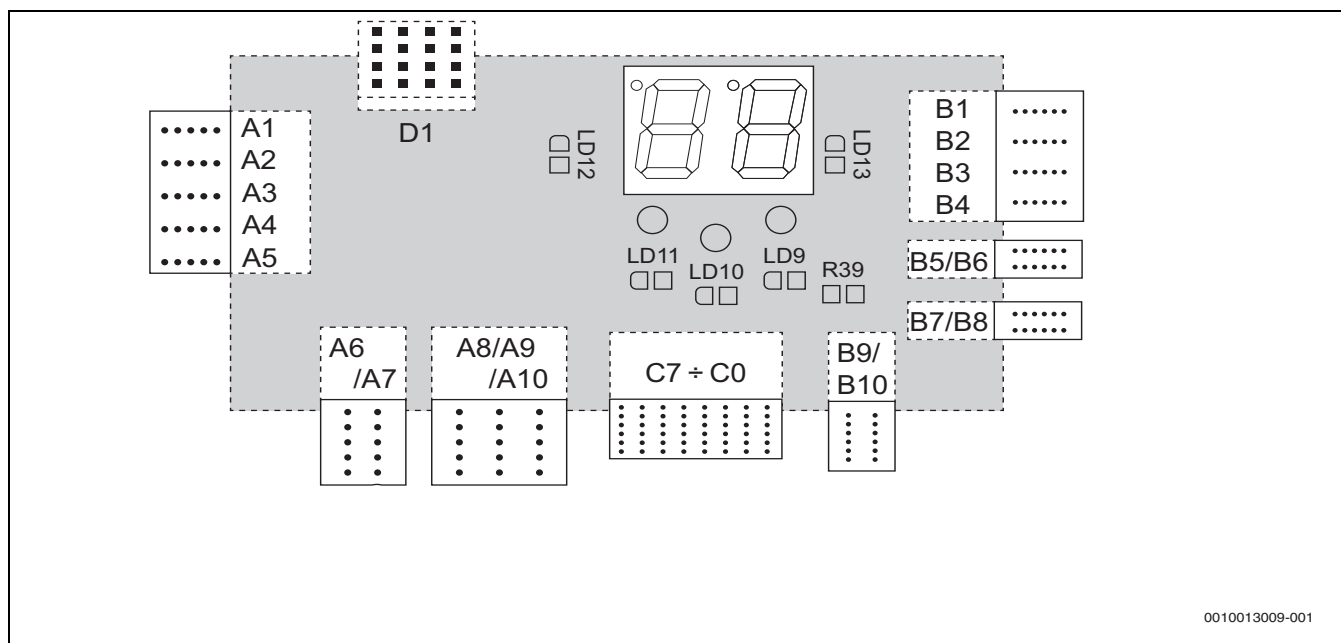 D1
A1
A2
A3
A4
A5
LD12
LD13
B1
B2
B3
B4
B5/B6
B7/B8
LD11
LD10
LD9
R39
A6
/A7
A8/A9
/A10
C7 ÷ C0
B9/
B10
0010013009-001